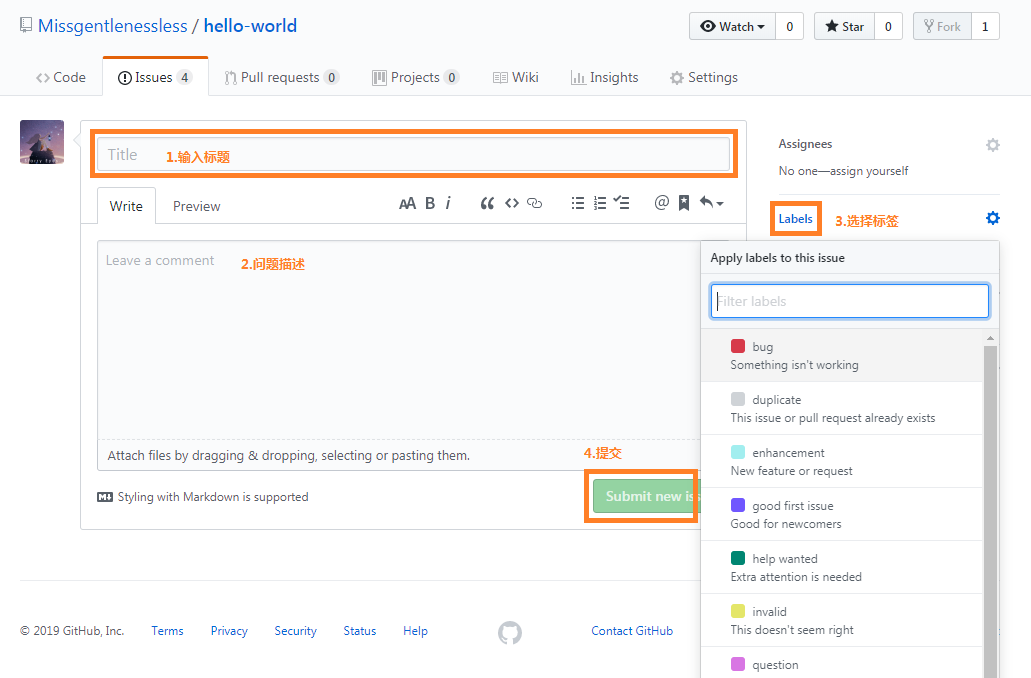 Missgentlenessless / hello-world
Watch 0 Star 0 Fork 1
Code Issues 4 Pull requests 0 Projects 0 Wiki Insights Settings
Title 1.输入标题
Write Preview
AA B i
Leave a comment 2.问题描述
Attach files by dragging & dropping, selecting or pasting them.
4.提交
Styling with Markdown is supported
Submit new is
Assignees
No one—assign yourself
Labels 3.选择标签
Apply labels to this issue
Filter labels
bug
Something isn't working
duplicate
This issue or pull request already exists
enhancement
New feature or request
good first issue
Good for newcomers
help wanted
Extra attention is needed
invalid
This doesn't seem right
question
© 2019 GitHub, Inc. Terms Privacy Security Status Help Contact GitHub